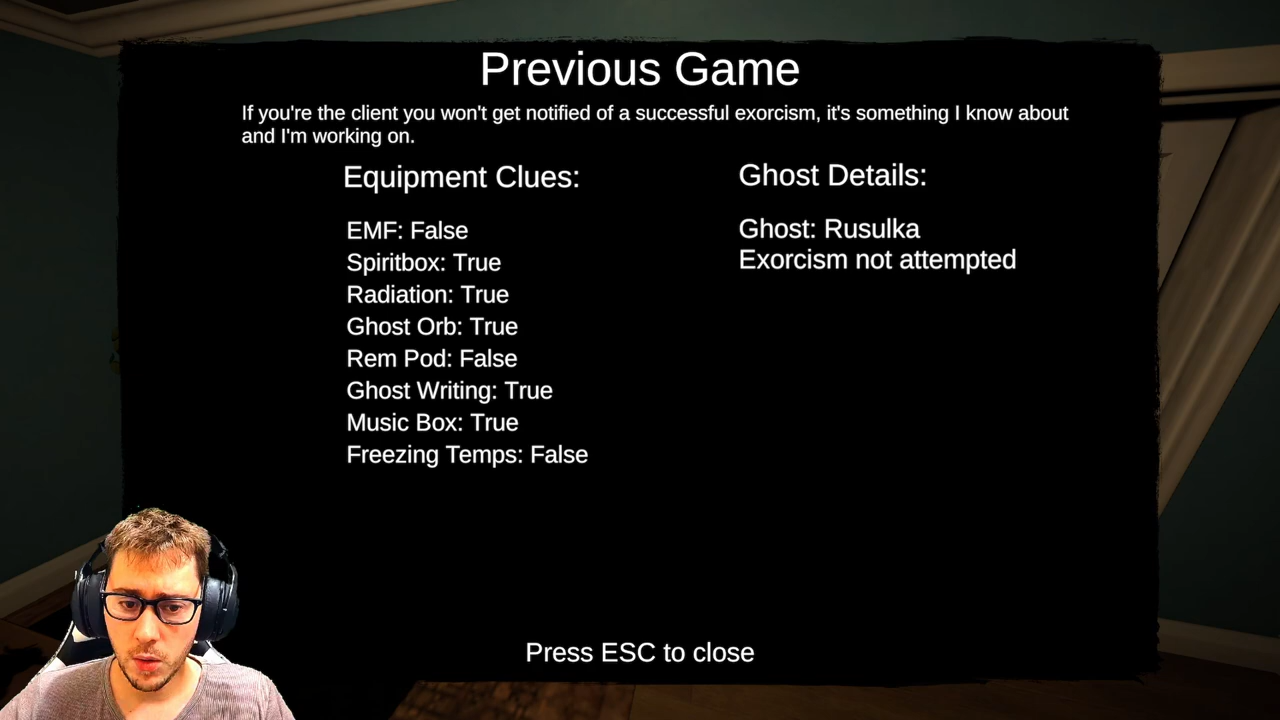 Previous Game
If you're the client you won't get notified of a successful exorcism, it's something I know about
and I'm working on.
Equipment Clues:
EMF: False
Spiritbox: True
Radiation: True
Ghost Orb: True
Rem Pod: False
Ghost Writing: True
Music Box: True
Freezing Temps: False
Ghost Details:
Ghost: Rusulka
Exorcism not attempted
Press ESC to close